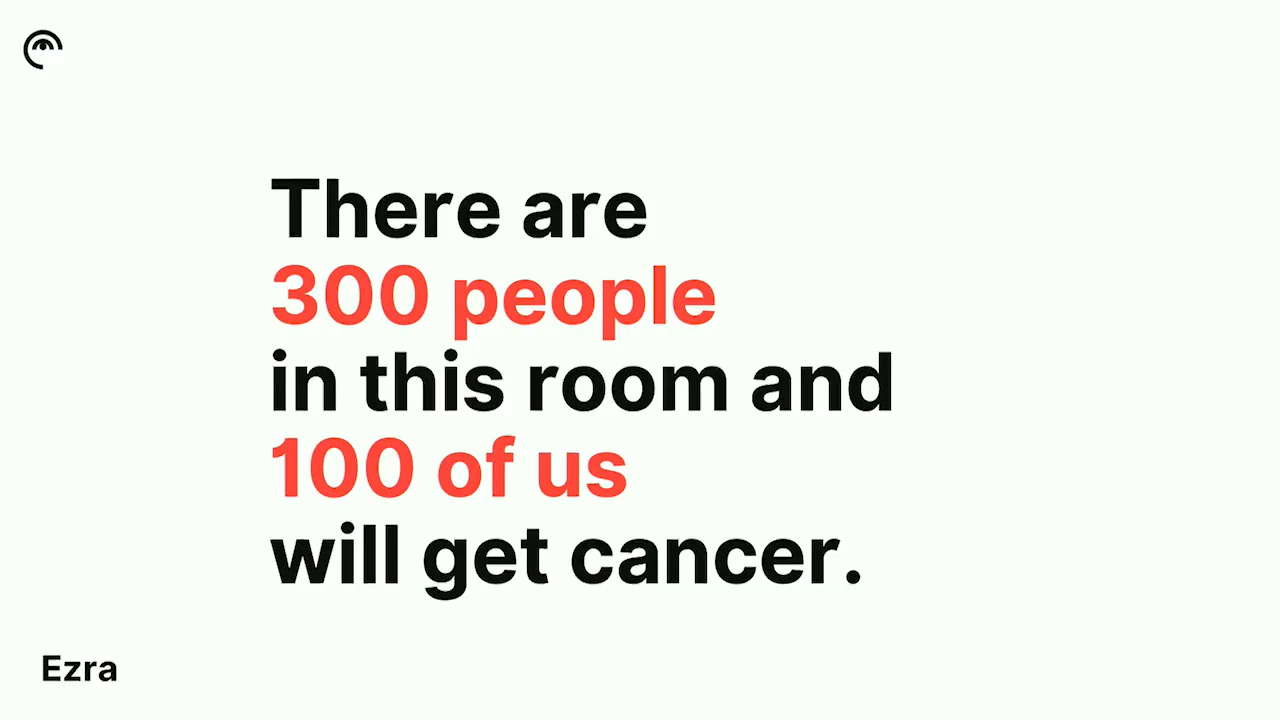 There are
300 people
in this room and
100 of us
will get cancer.
Ezra